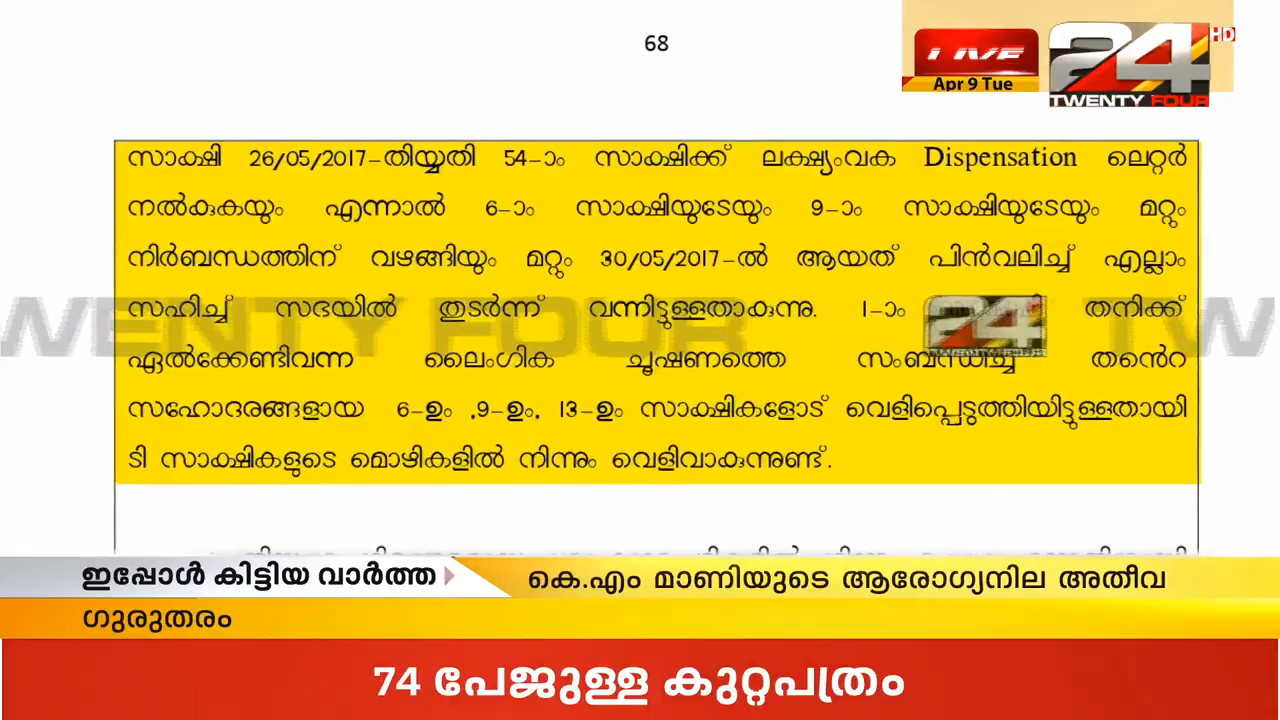 68
LIVE
Apr 9 Tue
24
HD
TWENTY FOUR
സാക്ഷി 26/05/2017-തിയ്യതി 54-ാം സാക്ഷിക്ക് ലക്ഷ്യംവക Dispensation ലെറ്റർ
നൽകുകയും എന്നാൽ 6-ാം സാക്ഷിയുടേയും 9-ാം സാക്ഷിയുടേയും മറ്റും
നിർബന്ധത്തിന് വഴങ്ങിയും മറ്റും 30/05/2017-ൽ ആയത് പിൻവലിച്ച് എല്ലാം
സഹിച്ച് സഭയിൽ തുടർന്ന് വന്നിട്ടുള്ളതാകുന്നു. 1-ാം തനിക്ക്
ഏൽക്കേണ്ടിവന്ന ലൈംഗിക ചൂഷണത്തെ സംബന്ധിച്ച് തൻെറ
സഹോദരങ്ങളായ 6-ഉം ,9-ഉം, 13-ഉം സാക്ഷികളോട് വെളിപ്പെടുത്തിയിട്ടുള്ളതായി
ടി സാക്ഷികളുടെ മൊഴികളിൽ നിന്നും വെളിവാകുന്നുണ്ട്.
ഇപ്പോൾ കിട്ടിയ വാർത്ത കെ.എം മാണിയുടെ ആരോഗ്യനില അതീവ
ഗുരുതരം
74 പേജുള്ള കുറ്റപത്രം